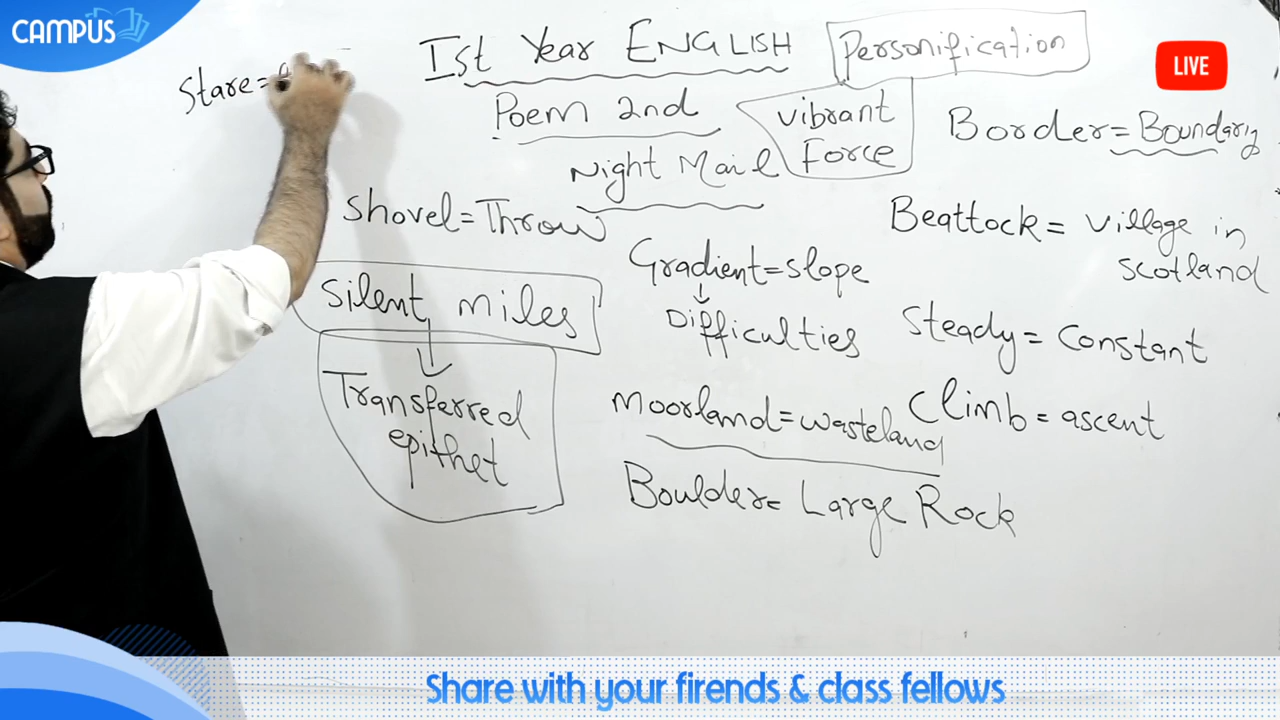 CAMPUS
LIVE
Ist Year ENGLISH
Personification
Stare=
Poem 2nd
vibrant
Force
Border=Boundariy
Night Mail
Shovel=Throw
Beattock= village in
scotland
Gradient=slope
Difficulties
Silent miles
Steady= constant
Transferred
epithet
Moorland=wasteland
Climb= ascent
Boulder= Large Rock
Share with your firends & class fellows